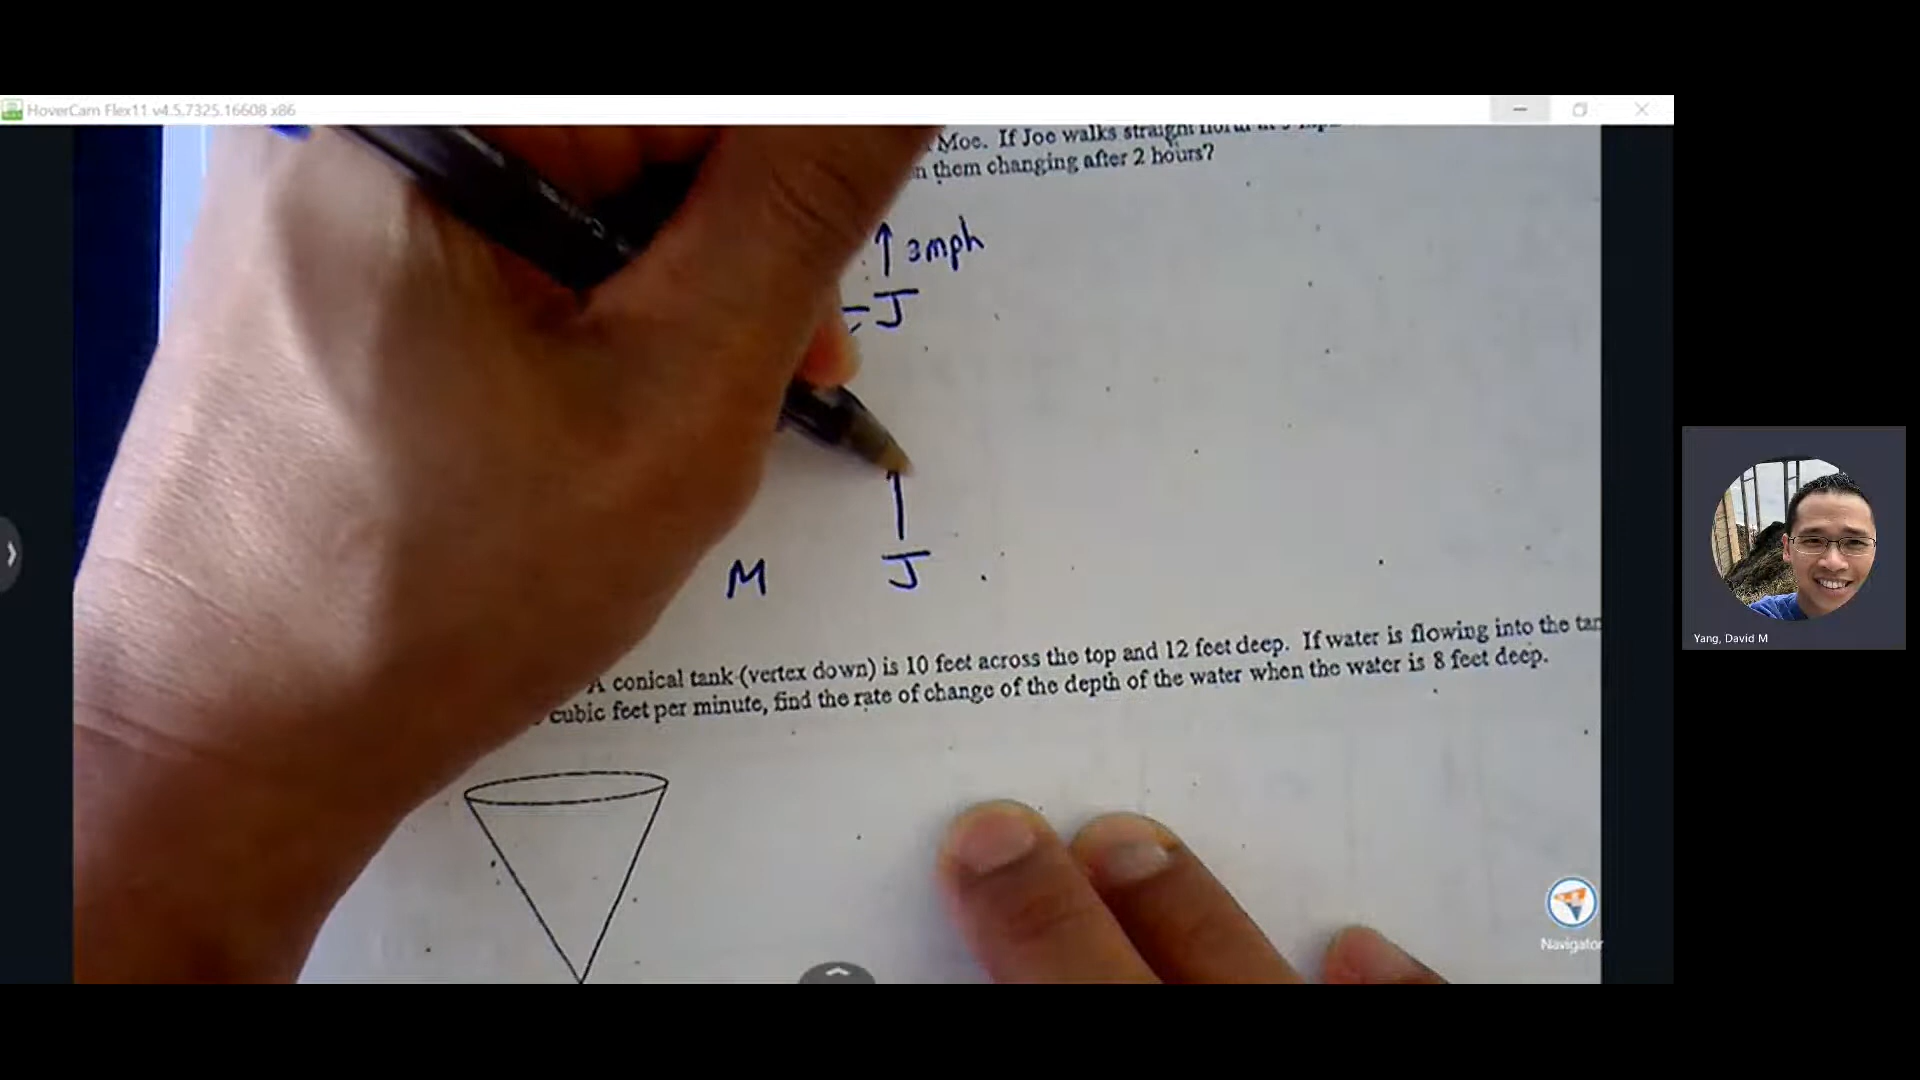 HoverCam Flex11 v4.5.7325.16608 x86
Moe. If Joe walks straight
n them changing after 2 hours?
3mph
J
M
J
A conical tank (vertex down) is 10 feet across the top and 12 feet deep. If water is flowing into the
cubic feet per minute, find the rate of change of the depth of the water when the water is 8 feet deep.
Navigator
Yang, David M